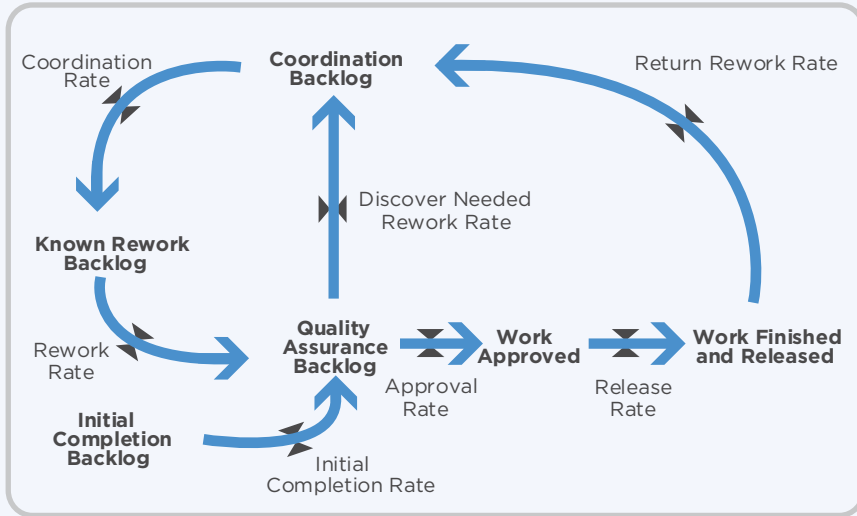 Coordination
Rate
Coordination
Backlog
Return Rework Rate
Discover Needed
Rework Rate
Known Rework
Backlog
Rework
Rate
Quality
Assurance
Backlog
Approval
Rate
Work
Approved
Release
Rate
Work Finished
and Released
Initial
Completion
Backlog
Initial
Completion Rate